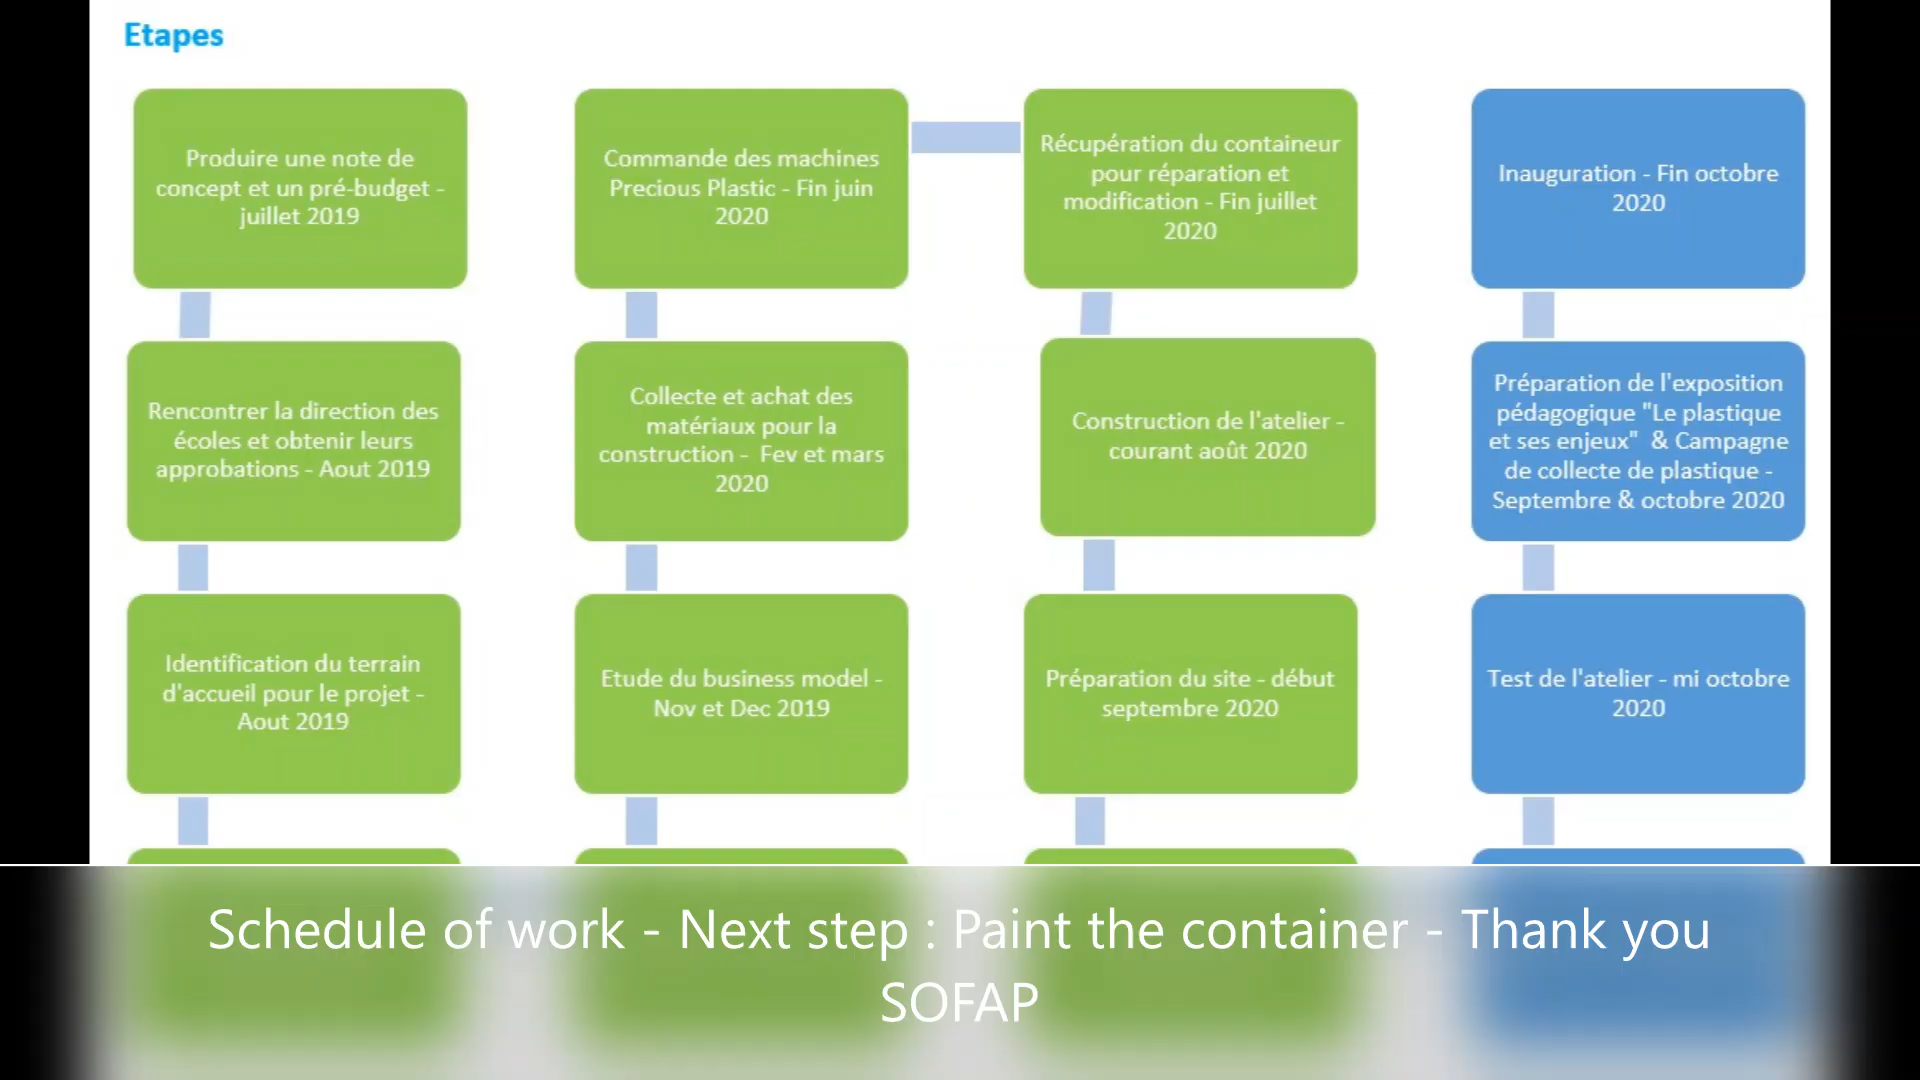 Etapes
Produire une note de
concept et un pré-budget -
juillet 2019
Rencontrer la direction des
écoles et obtenir leurs
approbations - Aout 2019
Identification du terrain
d'accueil pour le projet -
Aout 2019
Commande des machines
Precious Plastic - Fin juin
2020
Collecte et achat des
matériaux pour la
construction - Fev et mars
2020
Etude du business model -
Nov et Dec 2019
Récupération du containeur
pour réparation et
modification - Fin juillet
2020
Construction de l'atelier -
courant août 2020
Préparation du site - début
septembre 2020
Inauguration - Fin octobre
2020
Préparation de l'exposition
pédagogique "Le plastique
et ses enjeux" & Campagne
de collecte de plastique -
Septembre & octobre 2020
Test de l'atelier - mi octobre
2020
Schedule of work - Next step : Paint the container - Thank you
SOFAP